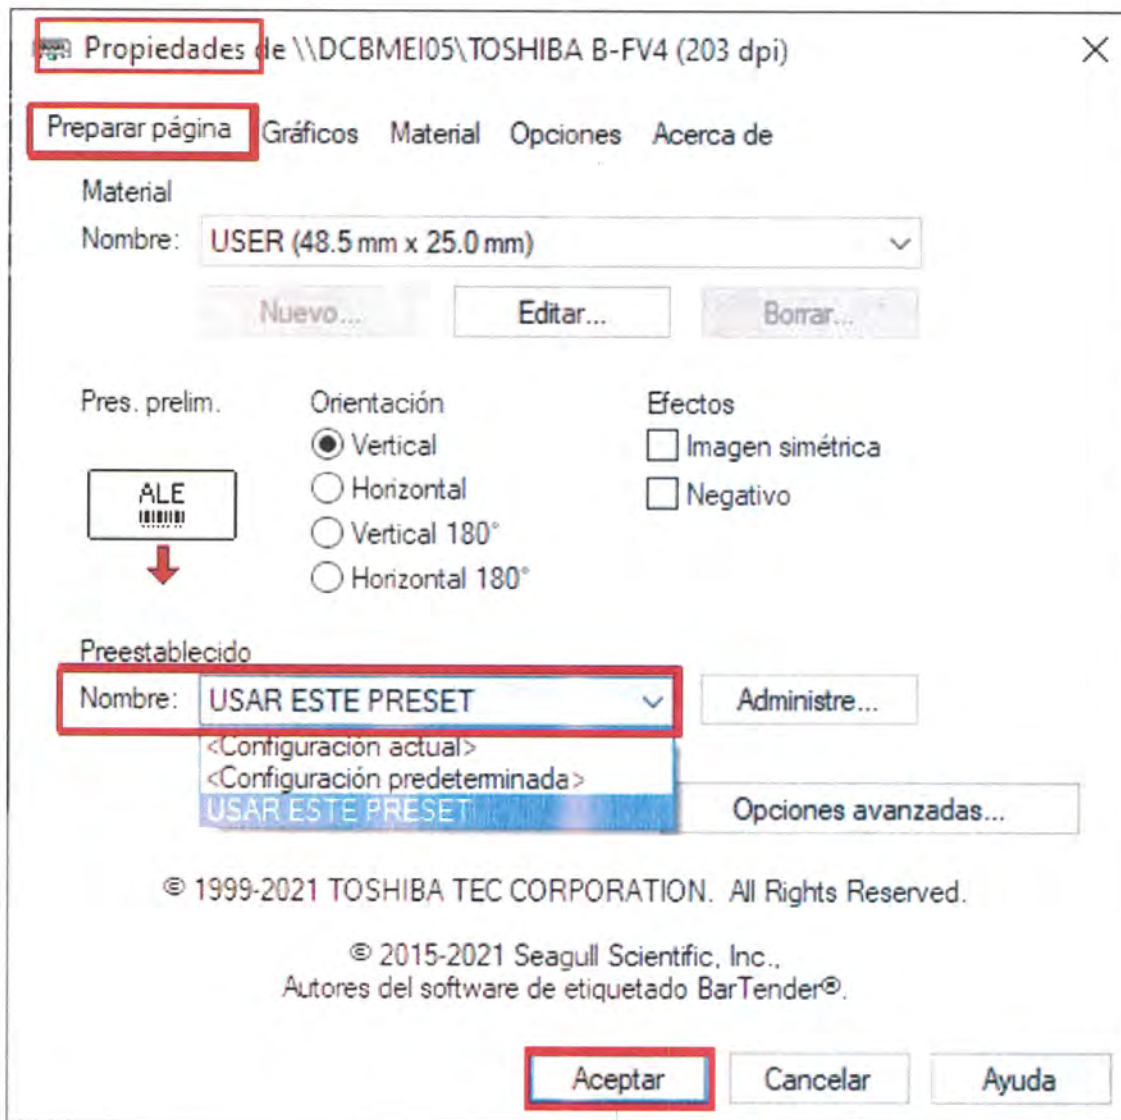 Propiedades de \\DCBMEI05\TOSHIBA B-FV4 (203 dpi)
Preparar página Gráficos Material Opciones Acerca de
Material
Nombre: USER (48.5 mm x 25.0 mm)
Nuevo... Editar... Borrar...
Pres. prelim. Orientación Efectos
Vertical Imagen simétrica
ALE Horizontal Negativo
Vertical 180°
Horizontal 180°
Preestablecido
Nombre: USAR ESTE PRESET Administre...
<Configuración actual>
<Configuración predeterminada>
USAR ESTE PRESET Opciones avanzadas...
© 1999-2021 TOSHIBA TEC CORPORATION. All Rights Reserved.
© 2015-2021 Seagull Scientific, Inc.,
Autores del software de etiquetado BarTender®.
Aceptar Cancelar Ayuda